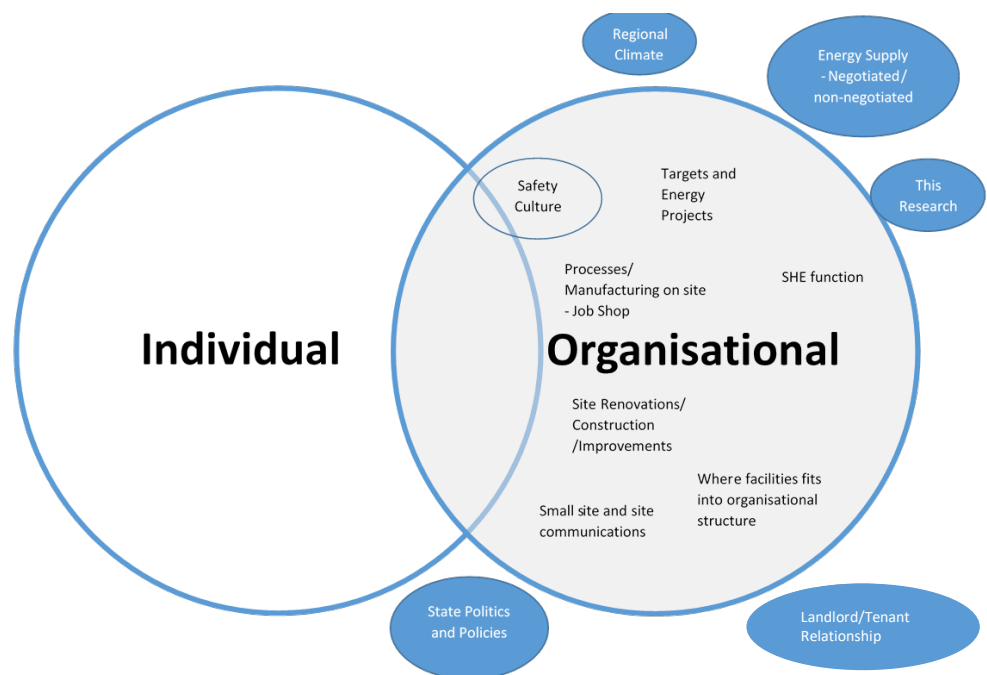 Regional
Climate
Energy Supply
- Negotiated/
non-negotiated
Safety
Culture
Targets and
Energy
Projects
This
Research
Processes/
Manufacturing on site
- Job Shop
SHE function
Individual
Organisational
Site Renovations/
Construction
/Improvements
Where facilities fits
into organisational
structure
Small site and site
communications
State Politics
and Policies
Landlord/Tenant
Relationship